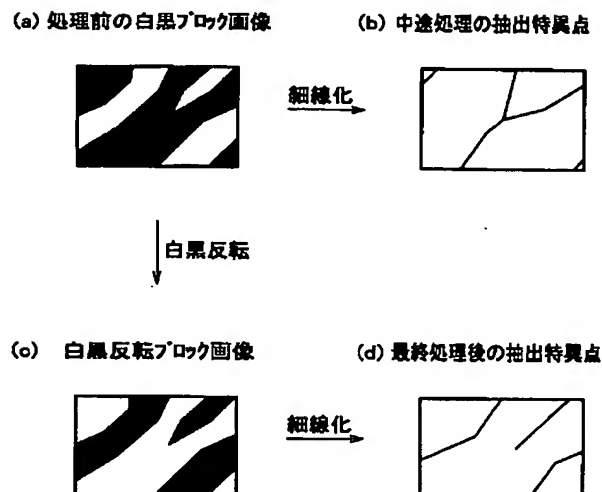 (a) 処理前の白黒ブロック画像
(b) 中途処理の抽出特異点
細線化
白黒反転
(c) 白黒反転ブロック画像
(d) 最終処理後の抽出特異点
細線化